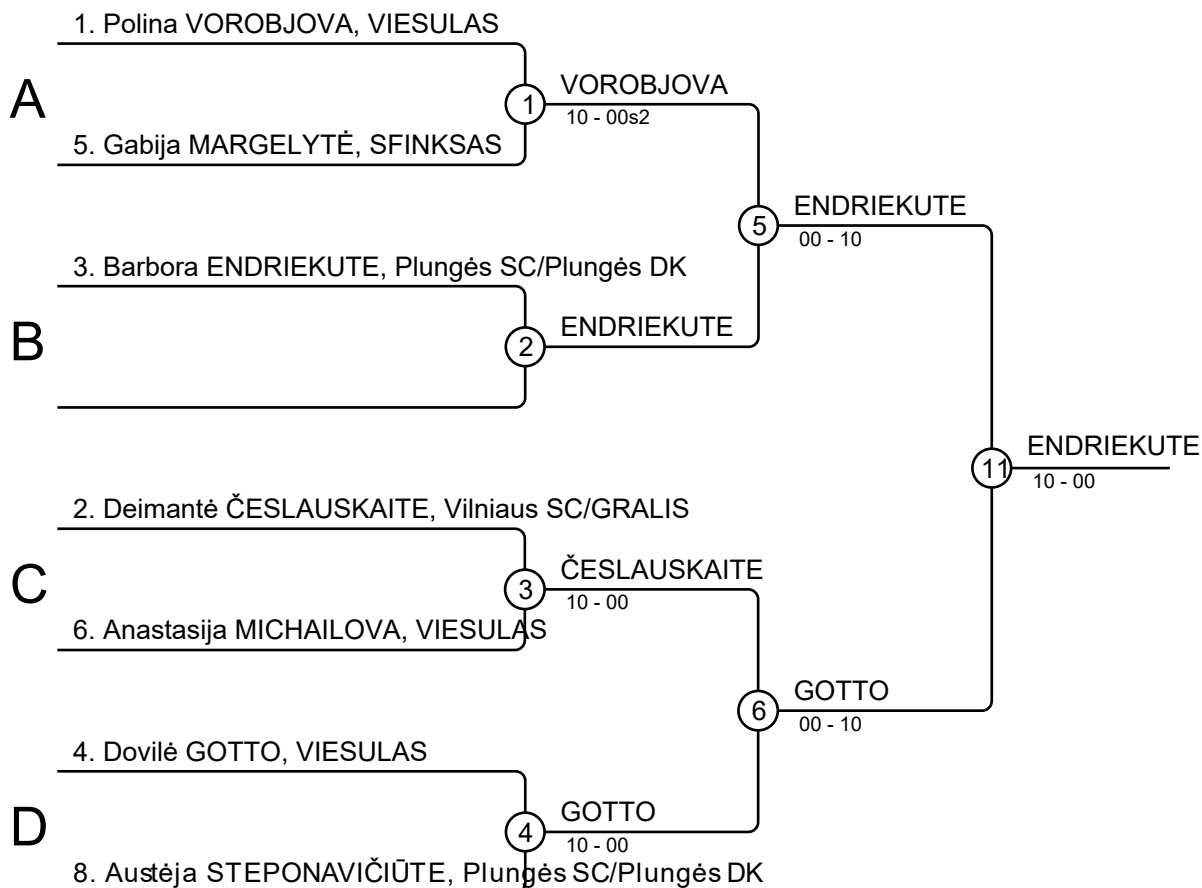 1. Polina VOROBJOVA, VIESULAS
A
1
VOROBJOVA
10 - 00s2
5. Gabija MARGELYTĖ, SFINKSAS
5
ENDRIEKUTE
00 - 10
3. Barbora ENDRIEKUTE, Plungės SC/Plungės DK
B
2
ENDRIEKUTE
11
ENDRIEKUTE
10 - 00
2. Deimantė ČESLAUSKAITE, Vilniaus SC/GRALIS
C
3
ČESLAUSKAITE
10 - 00
6. Anastasija MICHAILOVA, VIESULAS
6
GOTTO
00 - 10
4. Dovilė GOTTO, VIESULAS
D
4
GOTTO
10 - 00
8. Austėja STEPONAVIČIŪTE, Plungės SC/Plungės DK